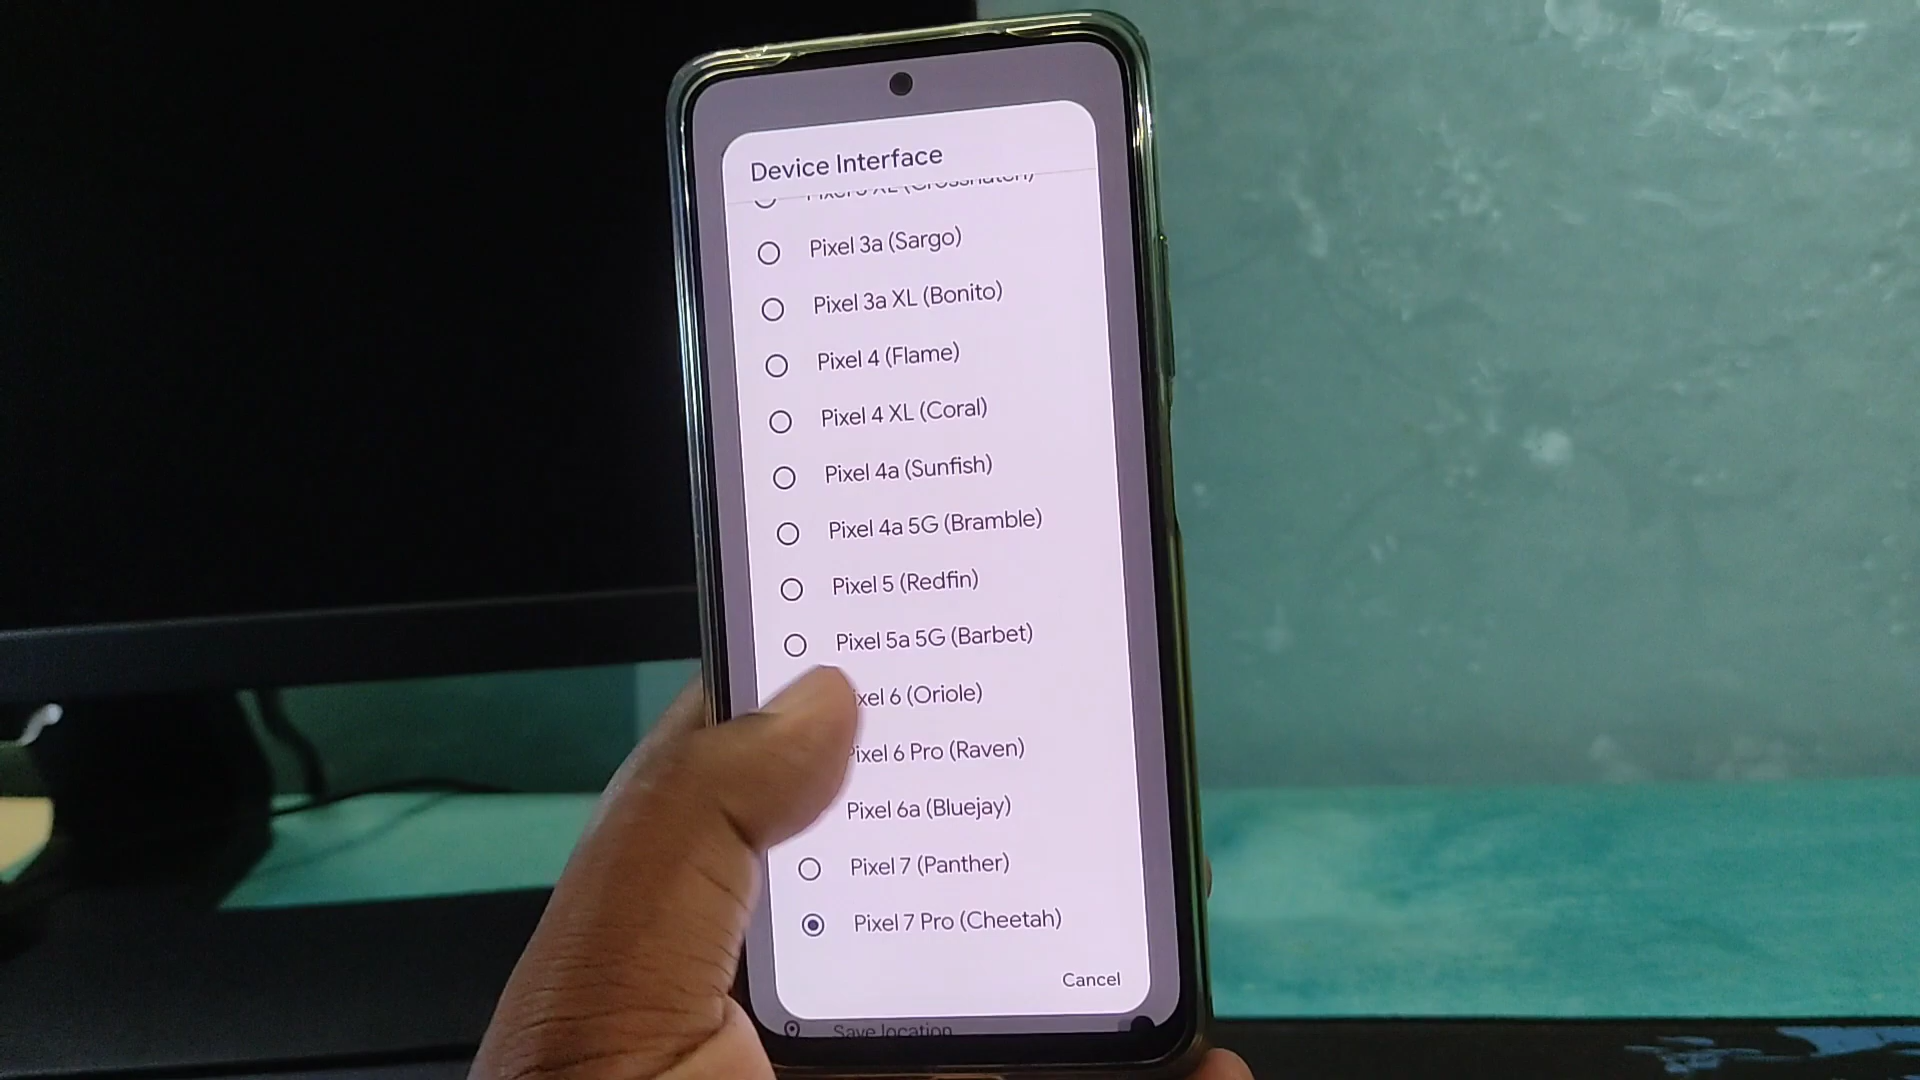 Device Interface
Pixel 3a (Sargo)
Pixel 3a XL (Bonito)
Pixel 4 (Flame)
Pixel 4 XL (Coral)
Pixel 4a (Sunfish)
Pixel 4a 5G (Bramble)
Pixel 5 (Redfin)
Pixel 5a 5G (Barbet)
ixel 6 (Oriole)
Pixel 6 Pro (Raven)
Pixel 6a (Bluejay)
Pixel 7 (Panther)
Pixel 7 Pro (Cheetah)
Cancel
Save location